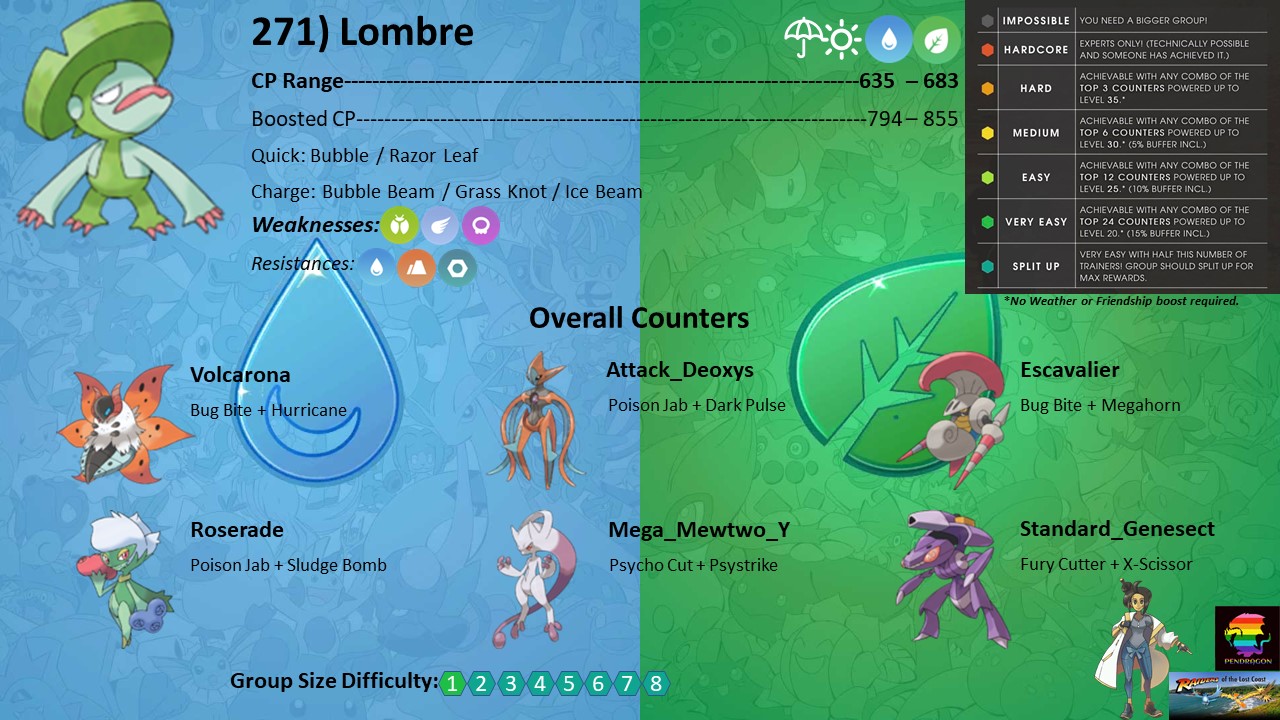 271) Lombre
CP Range----------635 – 683
Boosted CP----------794 – 855
Quick: Bubble / Razor Leaf
Charge: Bubble Beam / Grass Knot / Ice Beam
Weaknesses:
Resistances:
IMPOSSIBLE YOU NEED A BIGGER GROUP!
HARDCORE EXPERTS ONLY! (TECHNICALLY POSSIBLE
AND SOMEONE HAS ACHIEVED IT.)
HARD ACHIEVABLE WITH ANY COMBO OF THE
TOP 3 COUNTERS POWERED UP TO
LEVEL 35.*
MEDIUM ACHIEVABLE WITH ANY COMBO OF THE
TOP 6 COUNTERS POWERED UP TO
LEVEL 30.* (5% BUFFER INCL.)
EASY ACHIEVABLE WITH ANY COMBO OF THE
TOP 12 COUNTERS POWERED UP TO
LEVEL 25.* (10% BUFFER INCL.)
VERY EASY ACHIEVABLE WITH ANY COMBO OF THE
TOP 24 COUNTERS POWERED UP TO
LEVEL 20.* (15% BUFFER INCL.)
SPLIT UP VERY EASY WITH HALF THIS NUMBER OF
TRAINERS! GROUP SHOULD SPLIT UP FOR
MAX REWARDS.
*No Weather or Friendship boost required.
Overall Counters
Volcarona
Bug Bite + Hurricane
Attack_Deoxys
Poison Jab + Dark Pulse
Escavalier
Bug Bite + Megahorn
Roserade
Poison Jab + Sludge Bomb
Mega_Mewtwo_Y
Psycho Cut + Psystrike
Standard_Genesect
Fury Cutter + X-Scissor
Group Size Difficulty: 1 2 3 4 5 6 7 8
PENDRAGON
RAIDERS of the Lost Coast